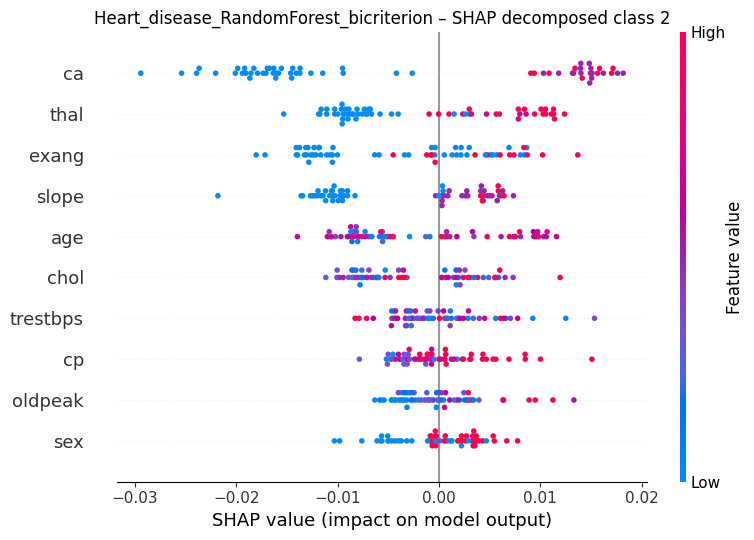 Heart_disease_RandomForest_bicriterion – SHAP decomposed class 2
High
ca
thal
exang
slope
age
chol
trestbps
cp
oldpeak
sex
Feature value
Low
−0.03 −0.02 −0.01 0.00 0.01 0.02
SHAP value (impact on model output)